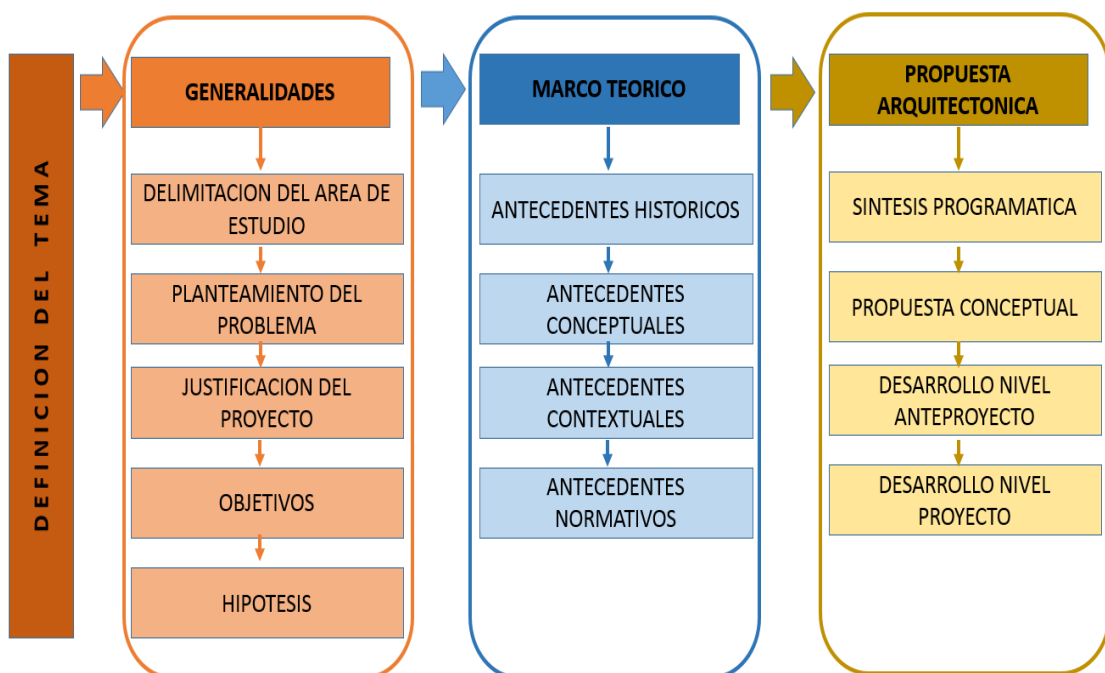 DEFINICION DEL TEMA
GENERALIDADES
DELIMITACION DEL AREA DE
ESTUDIO
PLANTEAMIENTO DEL
PROBLEMA
JUSTIFICACION DEL
PROYECTO
OBJETIVOS
HIPOTESIS
MARCO TEORICO
ANTECEDENTES HISTORICOS
ANTECEDENTES
CONCEPTUALES
ANTECEDENTES
CONTEXTUALES
ANTECEDENTES
NORMATIVOS
PROPUESTA
ARQUITECTONICA
SINTESIS PROGRAMATICA
PROPUESTA CONCEPTUAL
DESARROLLO NIVEL
ANTEPROYECTO
DESARROLLO NIVEL
PROYECTO